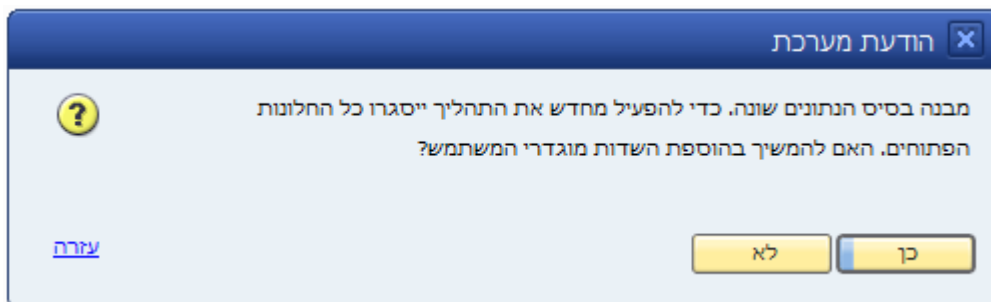 הודעת מערכת
מבנה בסיס הנתונים שונה. כדי להפעיל מחדש את התהליך ייסגרו כל החלונות
הפתוחים. האם להמשיך בהוספת השדות מוגדרי המשתמש?
כן
לא
עזרה